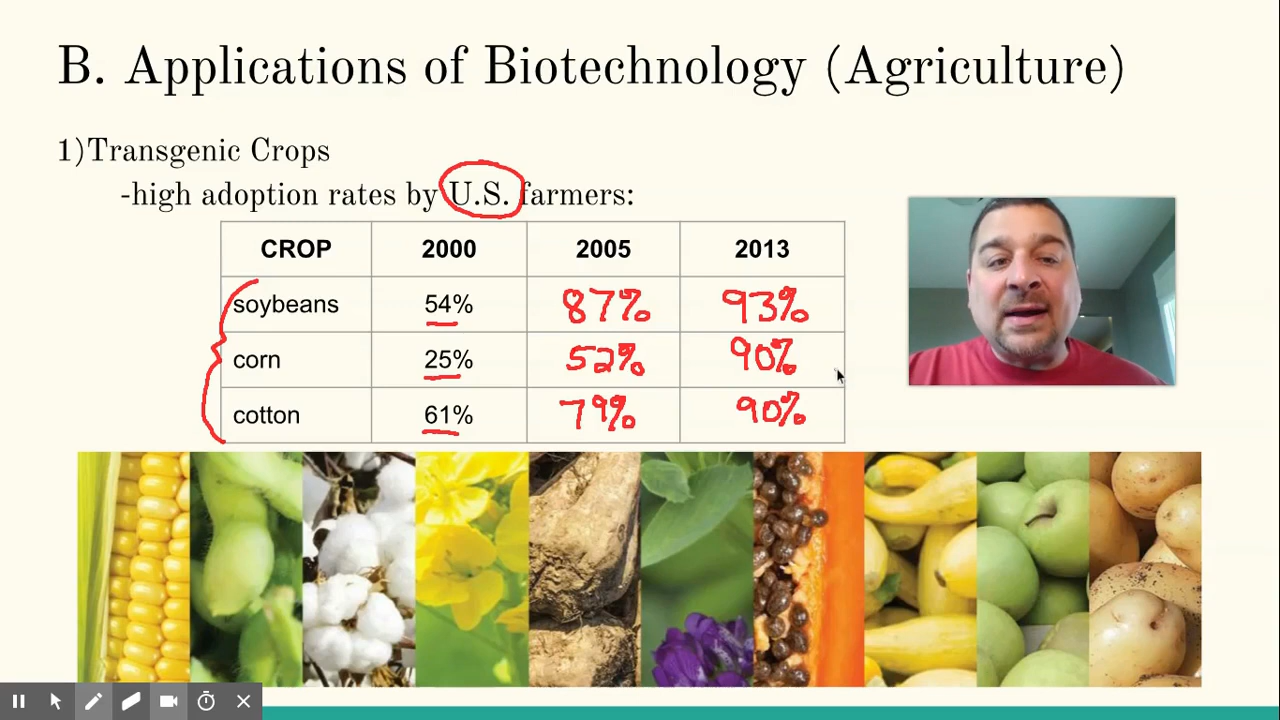 B. Applications of Biotechnology (Agriculture)
1)Transgenic Crops
-high adoption rates by U.S. farmers:
CROP 2000 2005 2013
soybeans 54% 87% 93%
corn 25% 52% 90%
cotton 61% 79% 90%